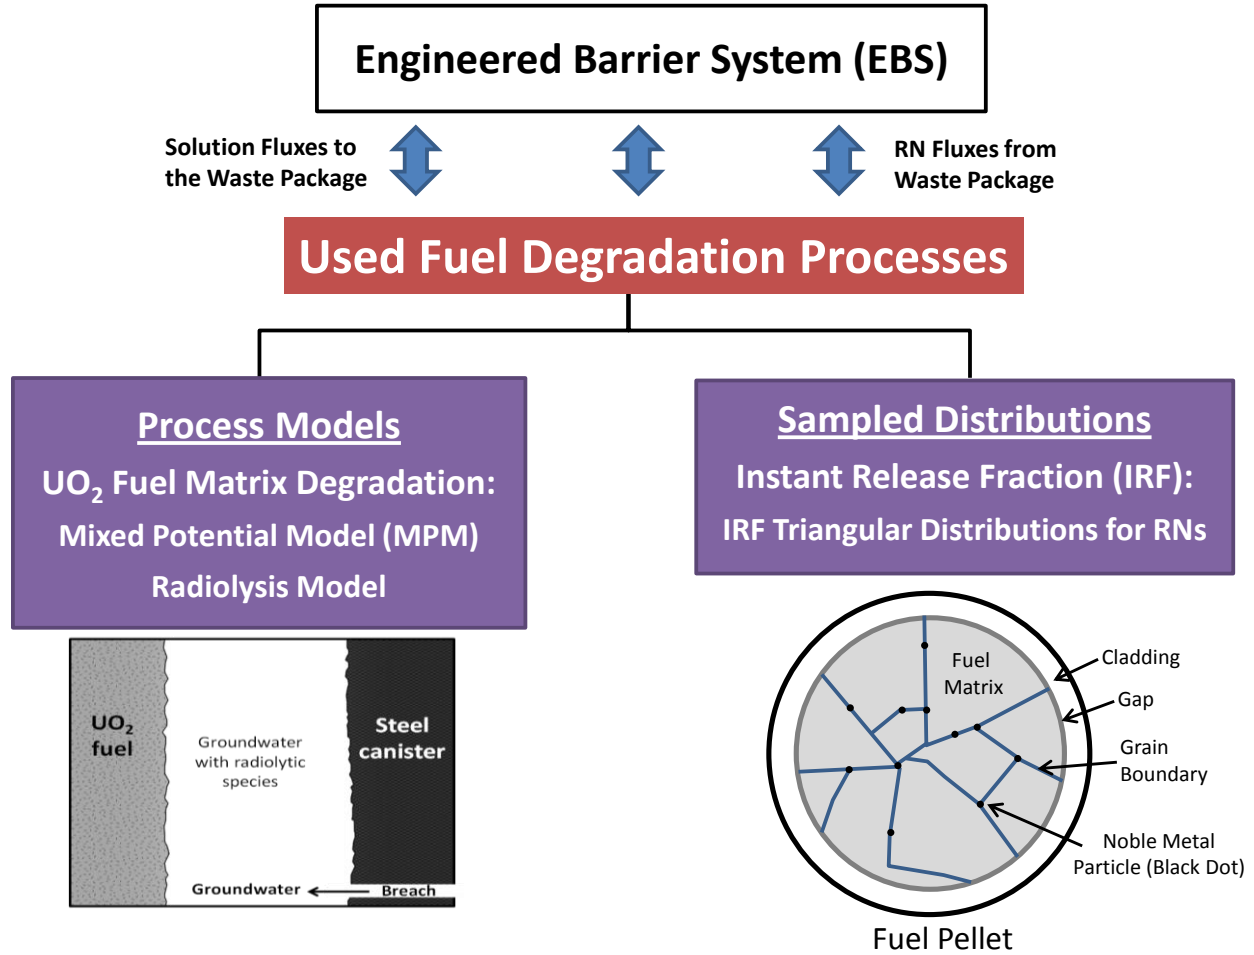 Engineered Barrier System (EBS)
Solution Fluxes to
the Waste Package
RN Fluxes from
Waste Package
Used Fuel Degradation Processes
Process Models
UO₂ Fuel Matrix Degradation:
Mixed Potential Model (MPM)
Radiolysis Model
Sampled Distributions
Instant Release Fraction (IRF):
IRF Triangular Distributions for RNs
UO₂
fuel
Groundwater
with radiolytic
species
Steel
canister
Groundwater
Breach
Fuel
Matrix
Cladding
Gap
Grain
Boundary
Noble Metal
Particle (Black Dot)
Fuel Pellet